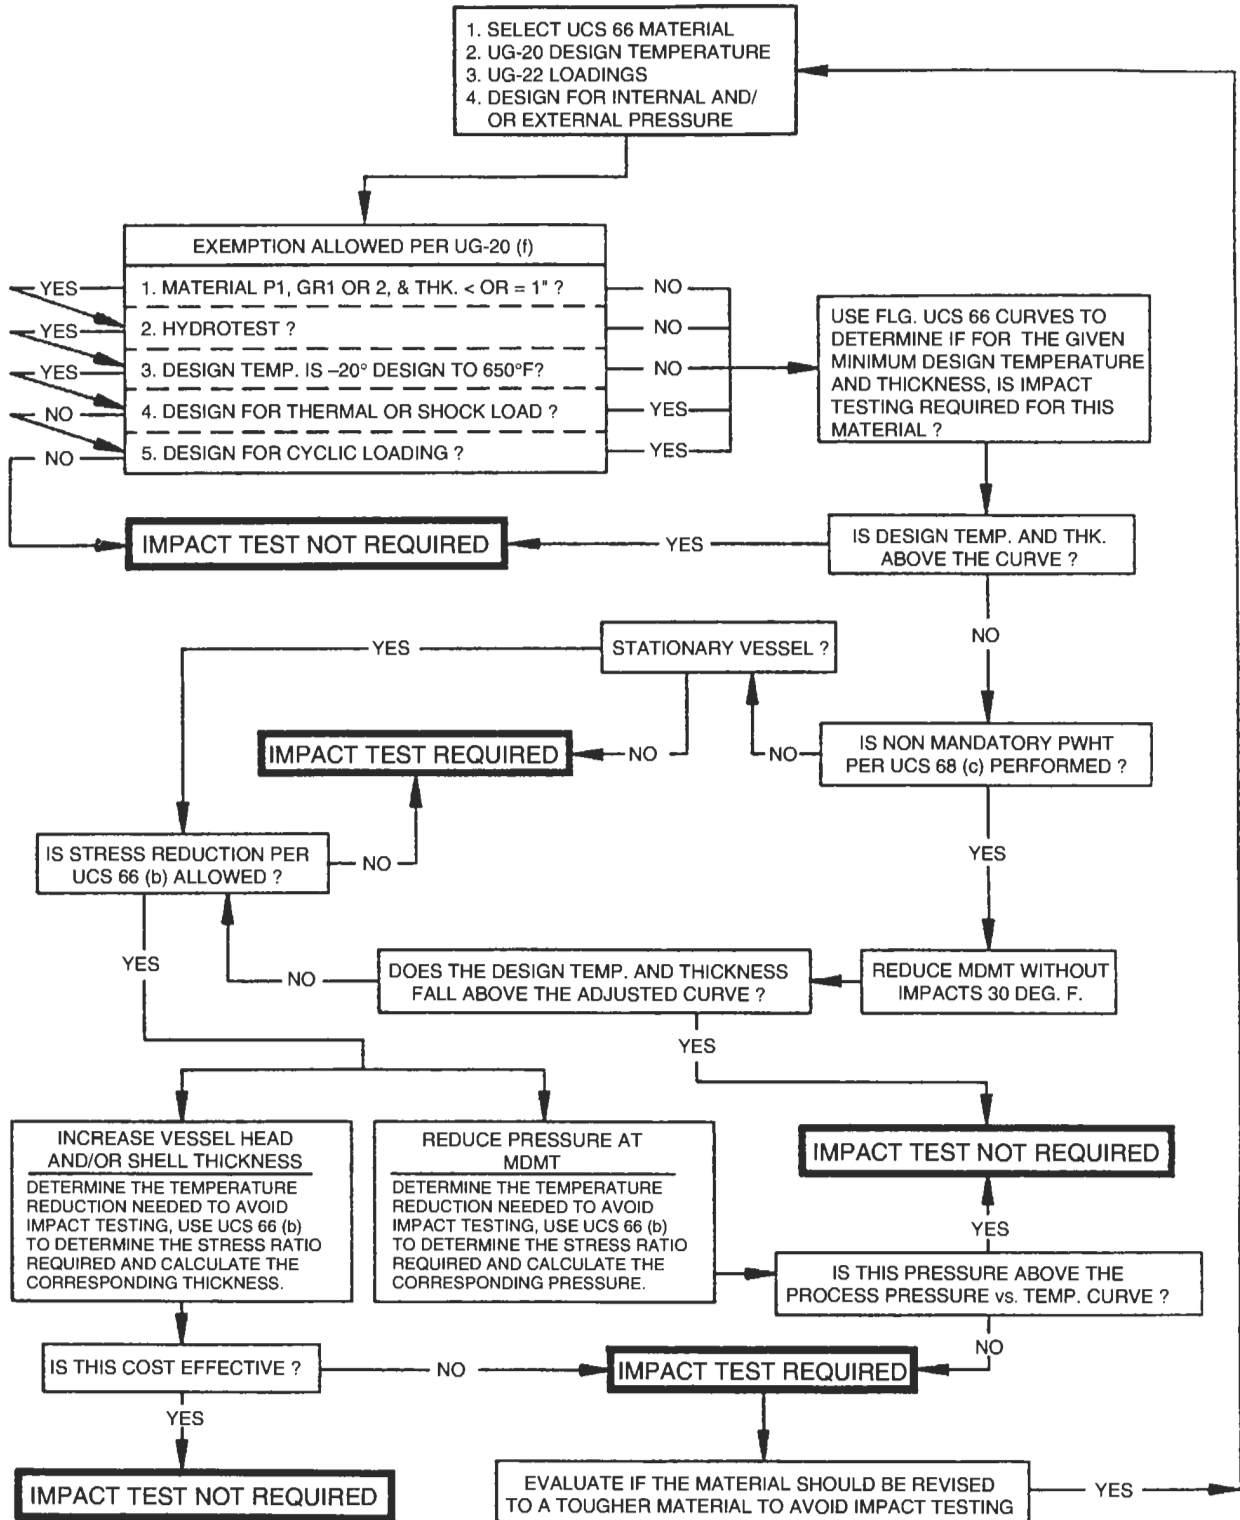 1. SELECT UCS 66 MATERIAL
2. UG-20 DESIGN TEMPERATURE
3. UG-22 LOADINGS
4. DESIGN FOR INTERNAL AND/
OR EXTERNAL PRESSURE
EXEMPTION ALLOWED PER UG-20 (f)
YES
1. MATERIAL P1, GR1 OR 2, & THK. < OR = 1" ?
NO
YES
2. HYDROTEST ?
NO
YES
3. DESIGN TEMP. IS –20° DESIGN TO 650°F?
NO
NO
4. DESIGN FOR THERMAL OR SHOCK LOAD ?
YES
NO
5. DESIGN FOR CYCLIC LOADING ?
YES
USE FLG. UCS 66 CURVES TO
DETERMINE IF FOR THE GIVEN
MINIMUM DESIGN TEMPERATURE
AND THICKNESS, IS IMPACT
TESTING REQUIRED FOR THIS
MATERIAL ?
IMPACT TEST NOT REQUIRED
YES
IS DESIGN TEMP. AND THK.
ABOVE THE CURVE ?
NO
YES
STATIONARY VESSEL ?
IMPACT TEST REQUIRED
NO
NO
IS NON MANDATORY PWHT
PER UCS 68 (c) PERFORMED ?
YES
IS STRESS REDUCTION PER
UCS 66 (b) ALLOWED ?
NO
YES
NO
DOES THE DESIGN TEMP. AND THICKNESS
FALL ABOVE THE ADJUSTED CURVE ?
REDUCE MDMT WITHOUT
IMPACTS 30 DEG. F.
YES
INCREASE VESSEL HEAD
AND/OR SHELL THICKNESS
DETERMINE THE TEMPERATURE
REDUCTION NEEDED TO AVOID
IMPACT TESTING, USE UCS 66 (b)
TO DETERMINE THE STRESS RATIO
REQUIRED AND CALCULATE THE
CORRESPONDING THICKNESS.
REDUCE PRESSURE AT
MDMT
DETERMINE THE TEMPERATURE
REDUCTION NEEDED TO AVOID
IMPACT TESTING, USE UCS 66 (b)
TO DETERMINE THE STRESS RATIO
REQUIRED AND CALCULATE THE
CORRESPONDING PRESSURE.
IMPACT TEST NOT REQUIRED
YES
IS THIS PRESSURE ABOVE THE
PROCESS PRESSURE vs. TEMP. CURVE ?
NO
IS THIS COST EFFECTIVE ?
NO
IMPACT TEST REQUIRED
YES
IMPACT TEST NOT REQUIRED
EVALUATE IF THE MATERIAL SHOULD BE REVISED
TO A TOUGHER MATERIAL TO AVOID IMPACT TESTING
YES